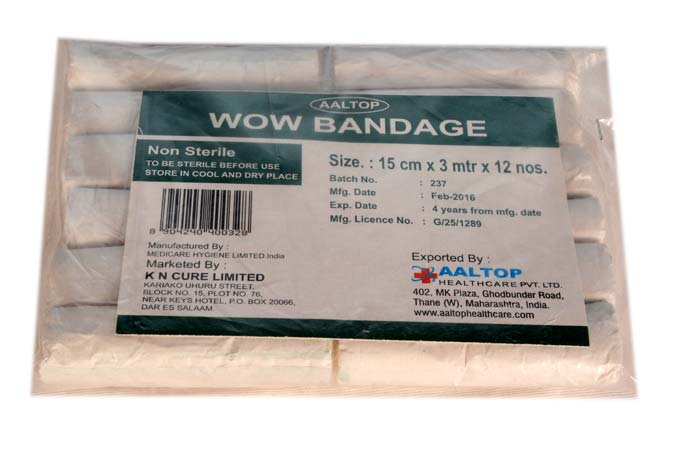 AALTOP
WOW BANDAGE
Non Sterile
TO BE STERILE BEFORE USE
STORE IN COOL AND DRY PLACE
Size. : 15 cm x 3 mtr x 12 nos.
Batch No. : 237
Mfg. Date : Feb-2016
Exp. Date : 4 years from mfg. date
Mfg. Licence No. : G/25/1289
8 904240 400328
Manufactured By :
MEDICARE HYGIENE LIMITED.India
Marketed By :
K N CURE LIMITED
KARIAKO UHURU STREET,
BLOCK NO. 15, PLOT NO. 76,
NEAR KEYS HOTEL, P.O. BOX 20066,
DAR ES SALAAM.
Exported By :
AALTOP
HEALTHCARE PVT. LTD.
402, MK Plaza, Ghodbunder Road,
Thane (W), Maharashtra, India.
www.aaltophealthcare.com